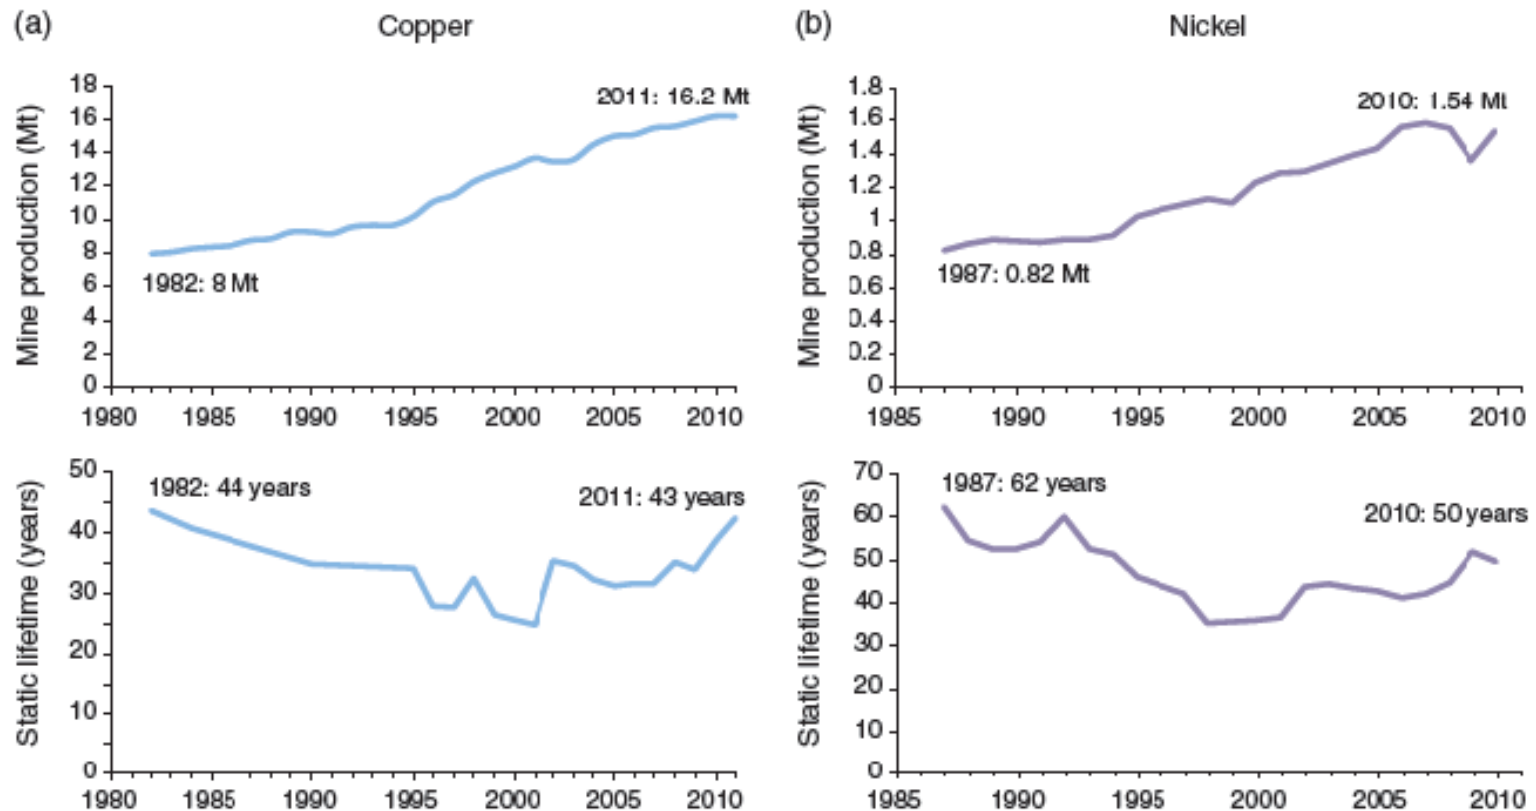 (a)
Copper
Mine production (Mt)
18
16
14
12
10
8
6
4
2
0
2011: 16.2 Mt
1982: 8 Mt
1980 1985 1990 1995 2000 2005 2010
(b)
Nickel
Mine production (Mt)
1.8
1.6
1.4
1.2
1
0.8
0.6
0.4
0.2
0
2010: 1.54 Mt
1987: 0.82 Mt
1985 1990 1995 2000 2005 2010
Static lifetime (years)
50
40
30
20
10
0
1982: 44 years
2011: 43 years
1980 1985 1990 1995 2000 2005 2010
Static lifetime (years)
70
60
50
40
30
20
10
0
1987: 62 years
2010: 50 years
1985 1990 1995 2000 2005 2010